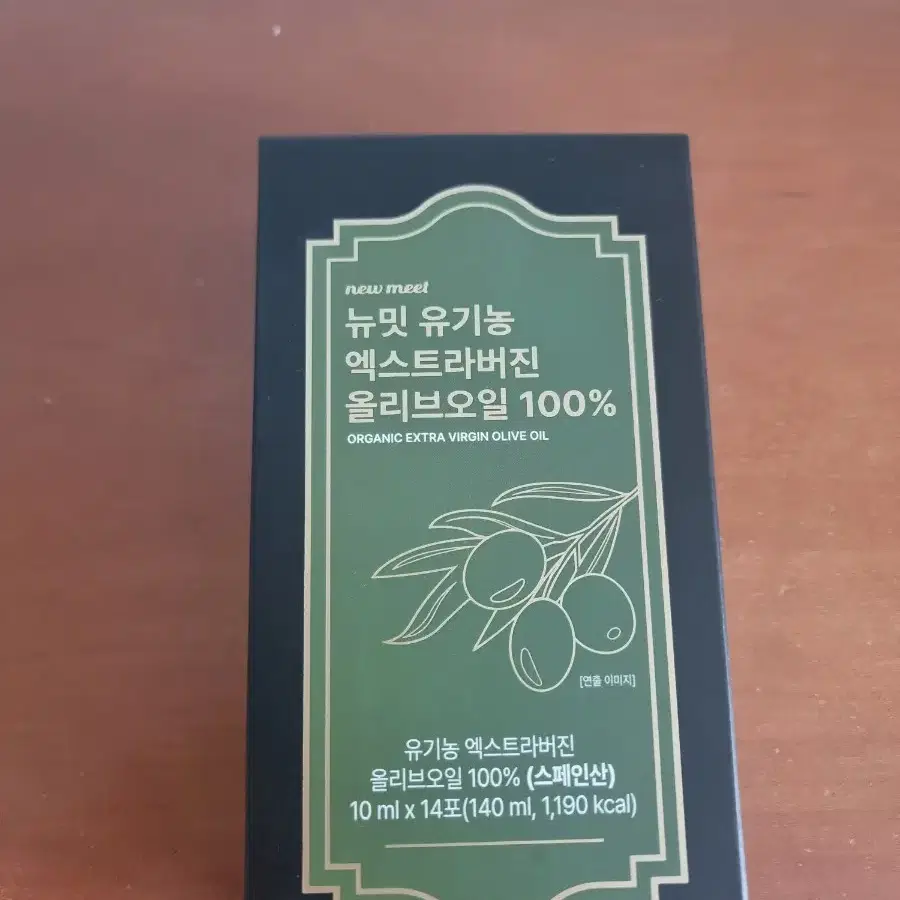 new meet
뉴밋 유기농
엑스트라버진
올리브오일 100%
ORGANIC EXTRA VIRGIN OLIVE OIL
[연출 이미지]
유기농 엑스트라버진
올리브오일 100% (스페인산)
10 ml x 14포(140 ml, 1,190 kcal)